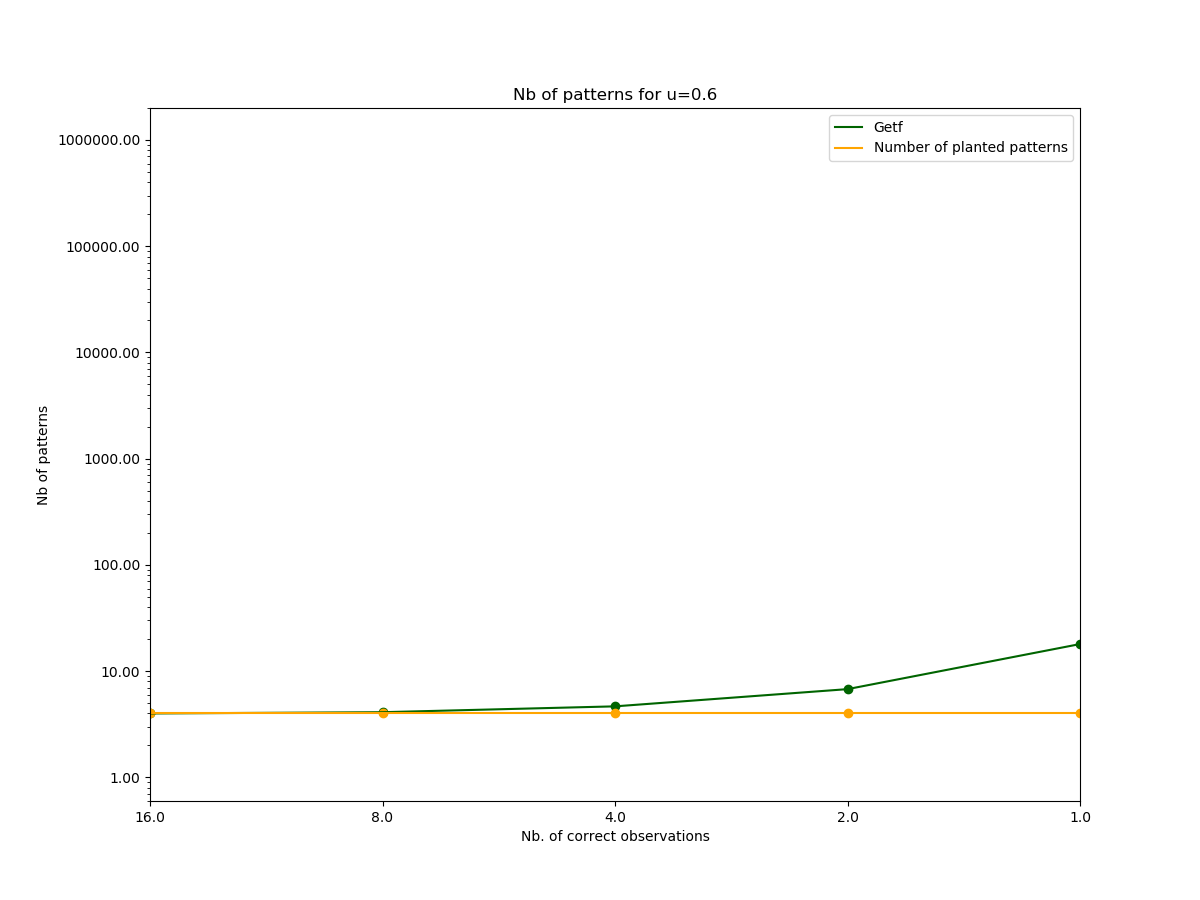 Nb of patterns for u=0.6
Getf
Number of planted patterns
1000000.00
100000.00
10000.00
1000.00
100.00
10.00
1.00
Nb of patterns
16.0
8.0
4.0
2.0
1.0
Nb. of correct observations